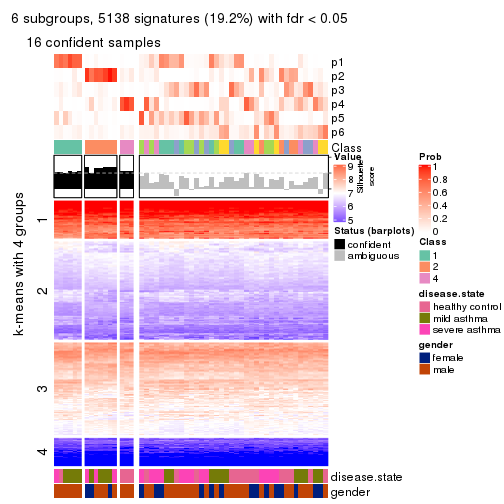 6 subgroups, 5138 signatures (19.2%) with fdr < 0.05
16 confident samples
p1
p2
p3
p4
p5
p6
Class
Silhouette
score
k-means with 4 groups
1
2
3
4
disease.state
gender
Value
9
8
7
6
5
Status (barplots)
confident
ambiguous
Prob
1
0.8
0.6
0.4
0.2
0
Class
1
2
4
disease.state
healthy control
mild asthma
severe asthma
gender
female
male